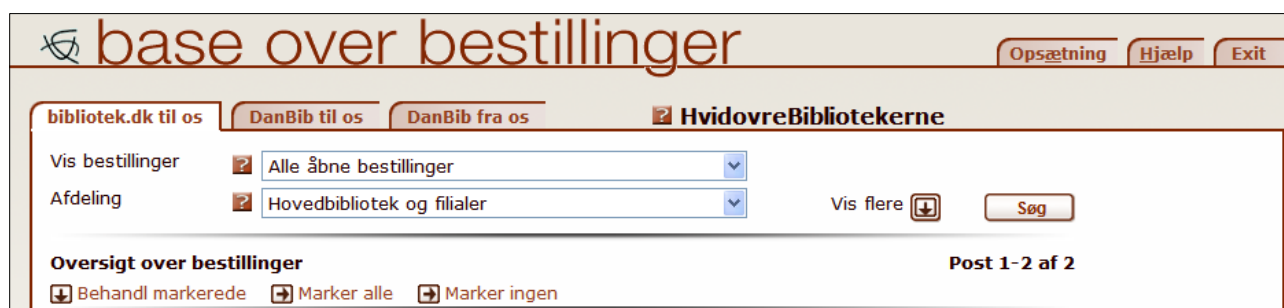 base over bestillinger
Opsætning Hjælp Exit
bibliotek.dk til os DanBib til os DanBib fra os ? HvidovreBibliotekerne
Vis bestillinger ? Alle åbne bestillinger
Afdeling ? Hovedbibliotek og filialer Vis flere Søg
Oversigt over bestillinger Post 1-2 af 2
Behandl markerede Marker alle Marker ingen